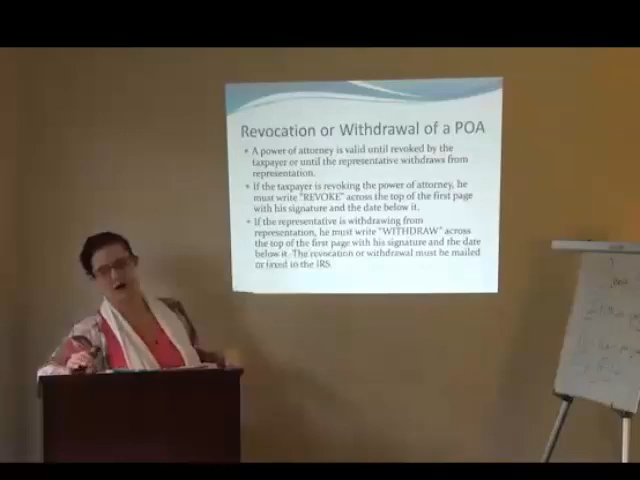 Revocation or Withdrawal of a POA
• A power of attorney is valid until revoked by the
taxpayer or until the representative withdraws from
representation.
• If the taxpayer is revoking the power of attorney, he
must write "REVOKE" across the top of the first page
with his signature and the date below it.
• If the representative is withdrawing from
representation, he must write "WITHDRAW" across
the top of the first page with his signature and the date
below it. The revocation or withdrawal must be mailed
or faxed to the IRS.